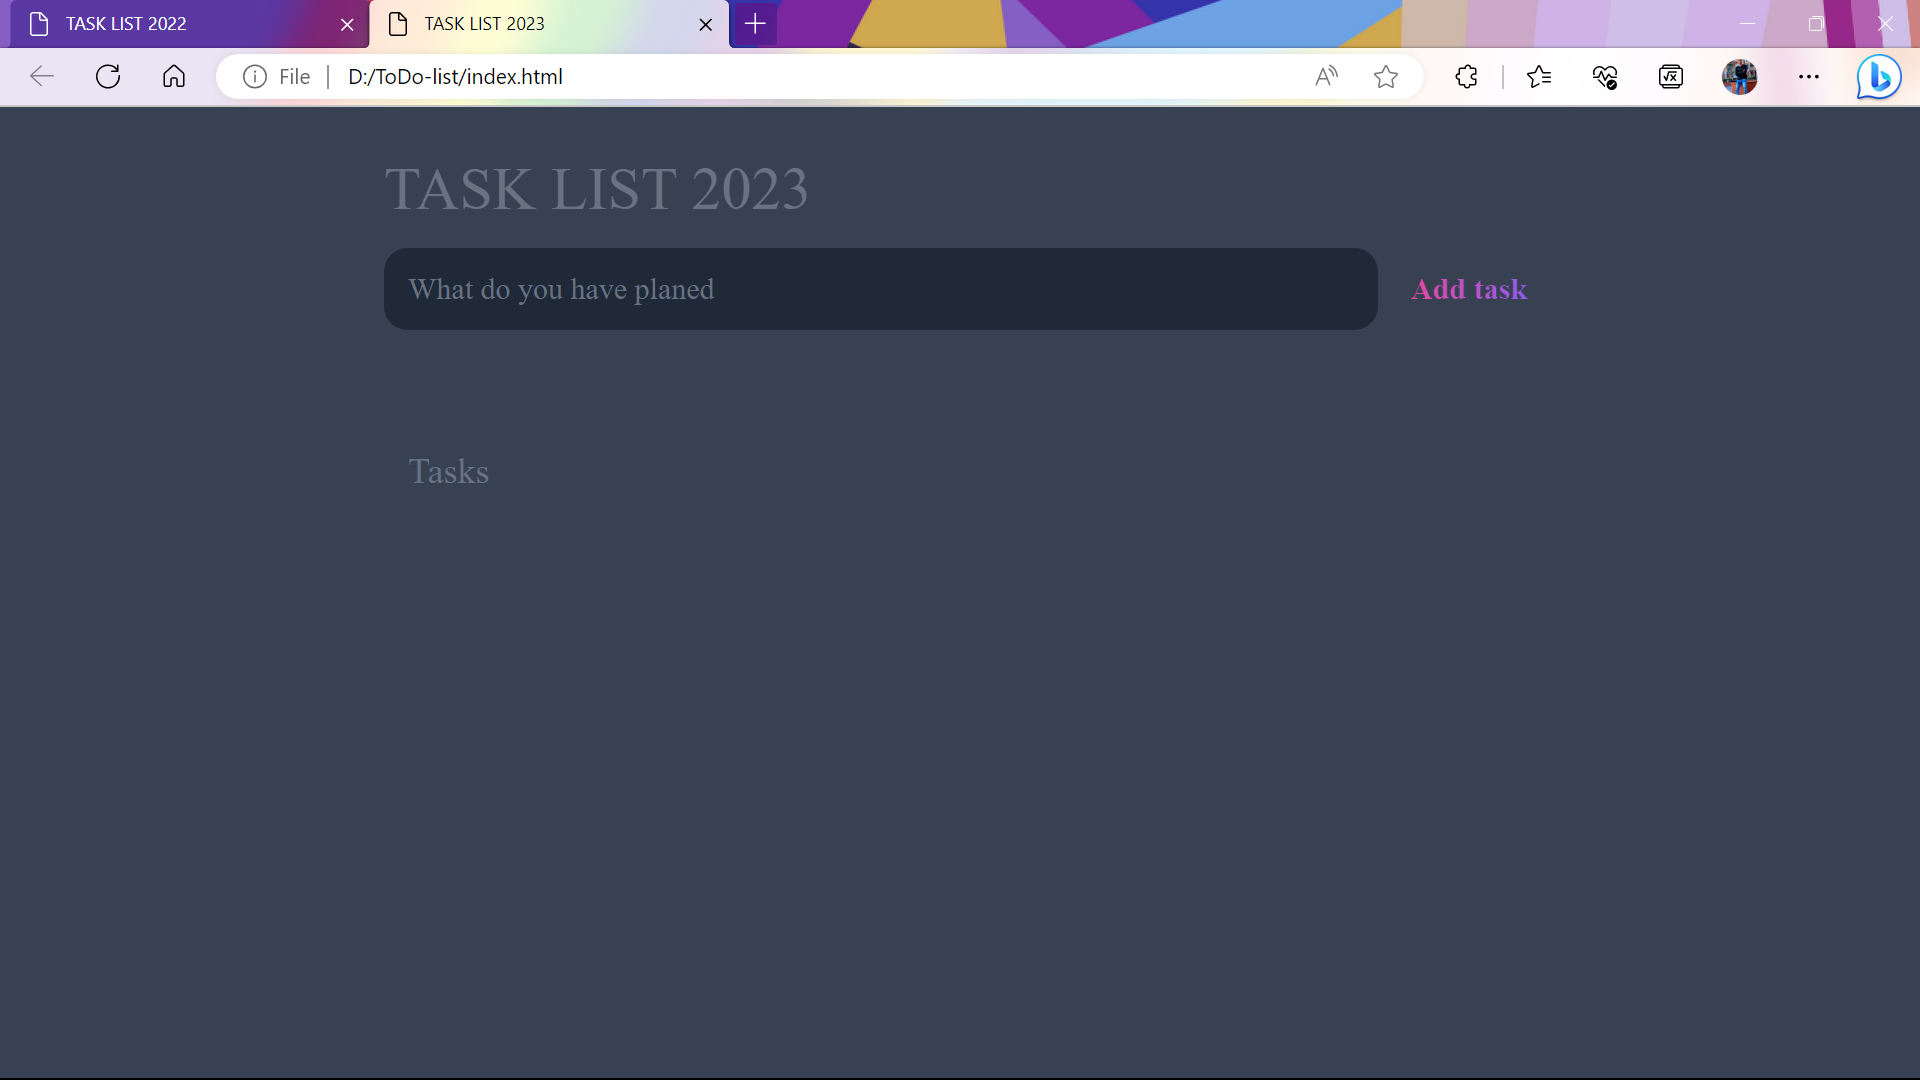 TASK LIST 2022
TASK LIST 2023
File
D:/ToDo-list/index.html
TASK LIST 2023
What do you have planed
Add task
Tasks